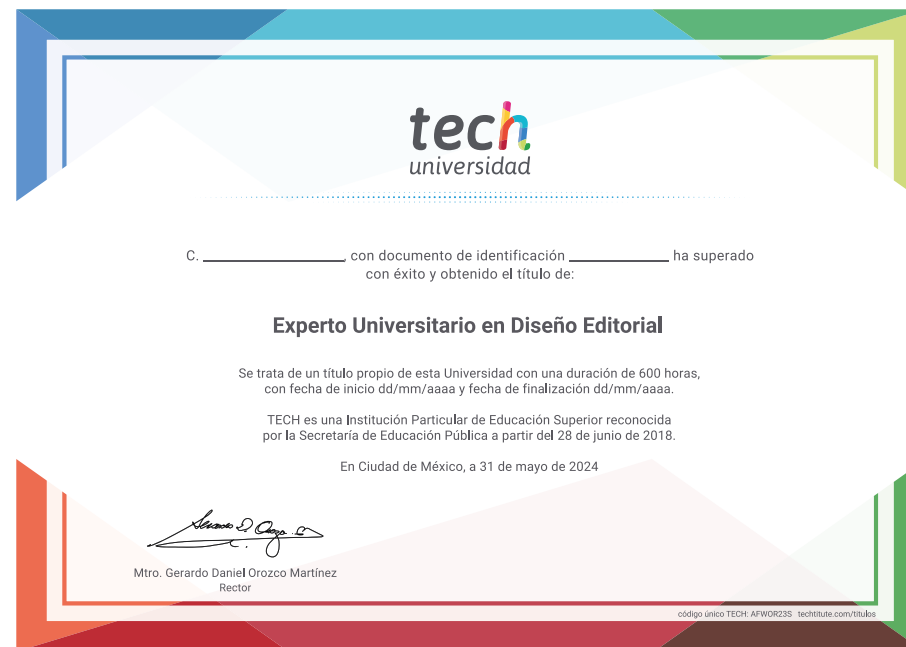 tech
universidad
C. ____________, con documento de identificación ____________ ha superado
con éxito y obtenido el título de:
Experto Universitario en Diseño Editorial
Se trata de un título propio de esta Universidad con una duración de 600 horas,
con fecha de inicio dd/mm/aaaa y fecha de finalización dd/mm/aaaa.
TECH es una Institución Particular de Educación Superior reconocida
por la Secretaría de Educación Pública a partir del 28 de junio de 2018.
En Ciudad de México, a 31 de mayo de 2024
Mtro. Gerardo Daniel Orozco Martínez
Rector
código único TECH: AFWOR23S techtitute.com/titulos